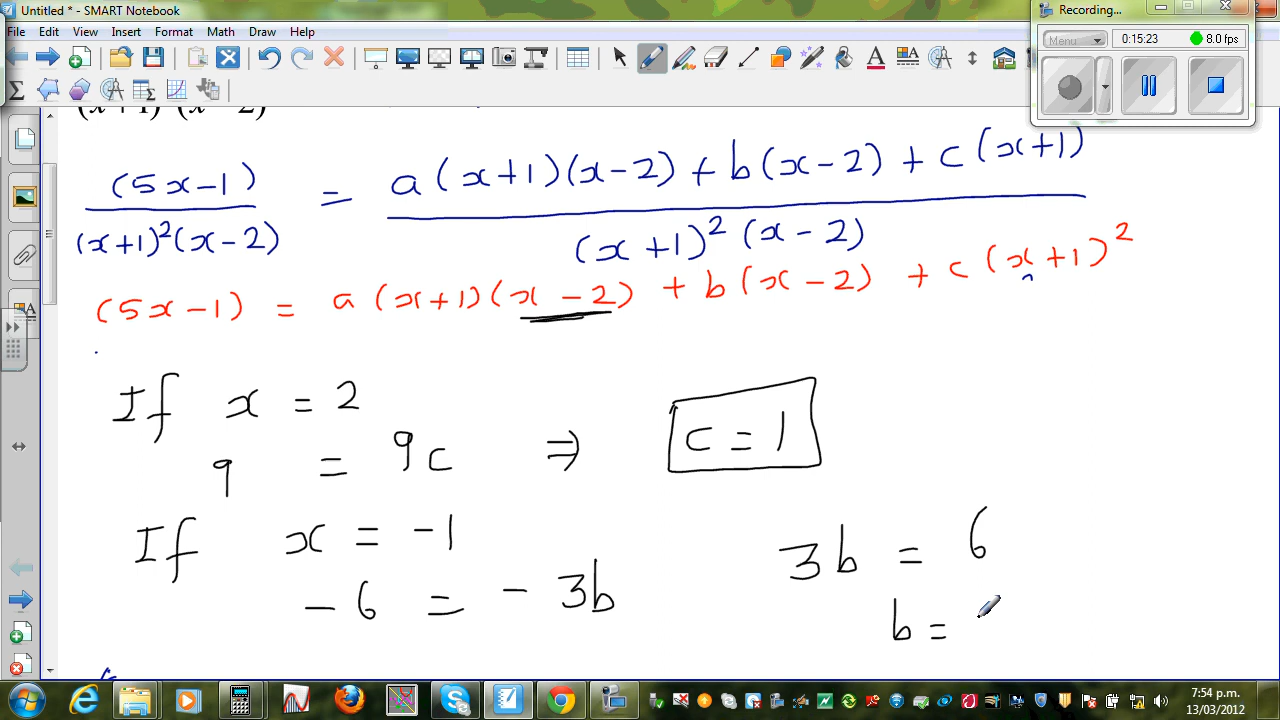 Untitled * - SMART Notebook
Recording...
File Edit View Insert Format Math Draw Help
Menu 0:15:23 8.0 fps
(5x-1) = a(x+1)(x-2)+b(x-2)+c(x+1)
(x+1)²(x-2) (x+1)²(x-2)
(5x-1) = a(x+1)(x-2) + b(x-2) + c(x+1)²
If x = 2
9 = 9c ⇒ c = 1
If x = -1
3b = 6
-6 = -3b
b =
7:54 p.m.
13/03/2012